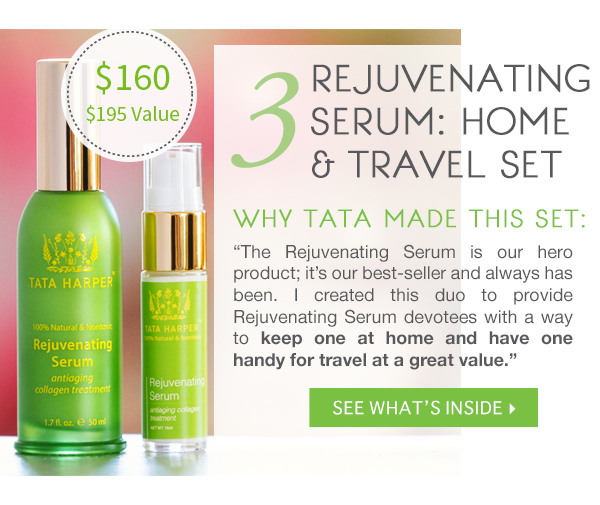 $160
$195 Value
3
REJUVENATING
SERUM: HOME
& TRAVEL SET
WHY TATA MADE THIS SET:
“The Rejuvenating Serum is our hero
product; it’s our best-seller and always has
been. I created this duo to provide
Rejuvenating Serum devotees with a way
to keep one at home and have one
handy for travel at a great value.”
SEE WHAT’S INSIDE
TATA HARPER™
100% Natural & Nontoxic
Rejuvenating
Serum
antiaging
collagen treatment
1.7 fl. oz. ℮ 50 ml
TATA HARPER
100% Natural & Nontoxic
Rejuvenating
Serum
antiaging collagen
treatment